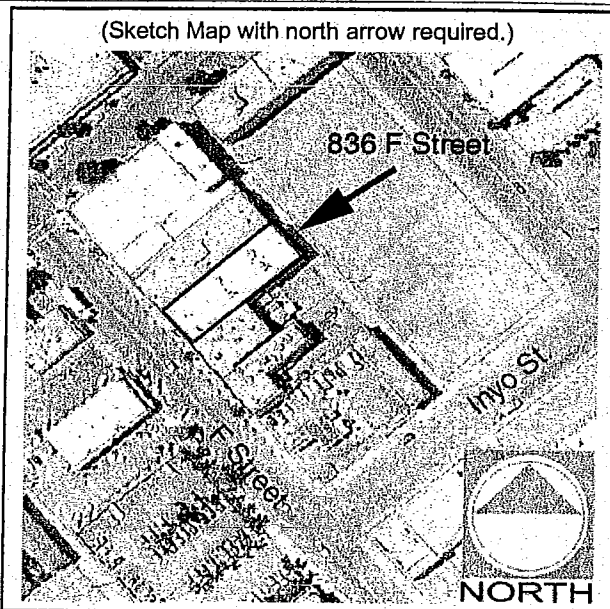 (Sketch Map with north arrow required.)
836 F Street
Inyo St.
F Street
NORTH